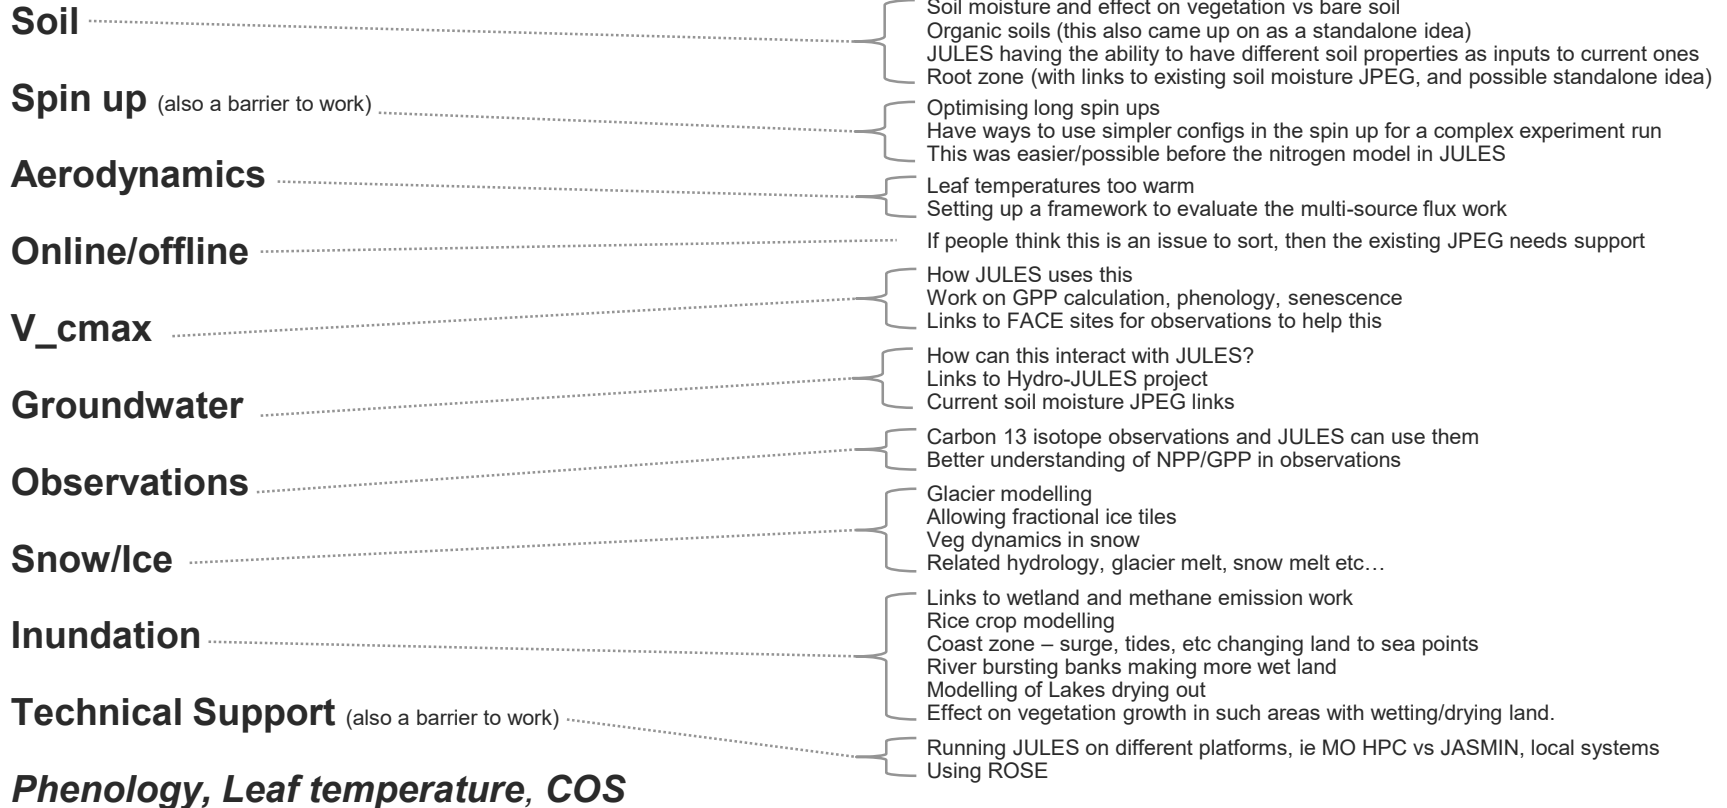 Soil
Soil moisture and effect on vegetation vs bare soil
Organic soils (this also came up on as a standalone idea)
JULES having the ability to have different soil properties as inputs to current ones
Root zone (with links to existing soil moisture JPEG, and possible standalone idea)
Spin up (also a barrier to work)
Optimising long spin ups
Have ways to use simpler configs in the spin up for a complex experiment run
This was easier/possible before the nitrogen model in JULES
Aerodynamics
Leaf temperatures too warm
Setting up a framework to evaluate the multi-source flux work
Online/offline
If people think this is an issue to sort, then the existing JPEG needs support
V_cmax
How JULES uses this
Work on GPP calculation, phenology, senescence
Links to FACE sites for observations to help this
Groundwater
How can this interact with JULES?
Links to Hydro-JULES project
Current soil moisture JPEG links
Observations
Carbon 13 isotope observations and JULES can use them
Better understanding of NPP/GPP in observations
Snow/Ice
Glacier modelling
Allowing fractional ice tiles
Veg dynamics in snow
Related hydrology, glacier melt, snow melt etc…
Inundation
Links to wetland and methane emission work
Rice crop modelling
Coast zone – surge, tides, etc changing land to sea points
River bursting banks making more wet land
Modelling of Lakes drying out
Effect on vegetation growth in such areas with wetting/drying land.
Technical Support (also a barrier to work)
Running JULES on different platforms, ie MO HPC vs JASMIN, local systems
Using ROSE
Phenology, Leaf temperature, COS